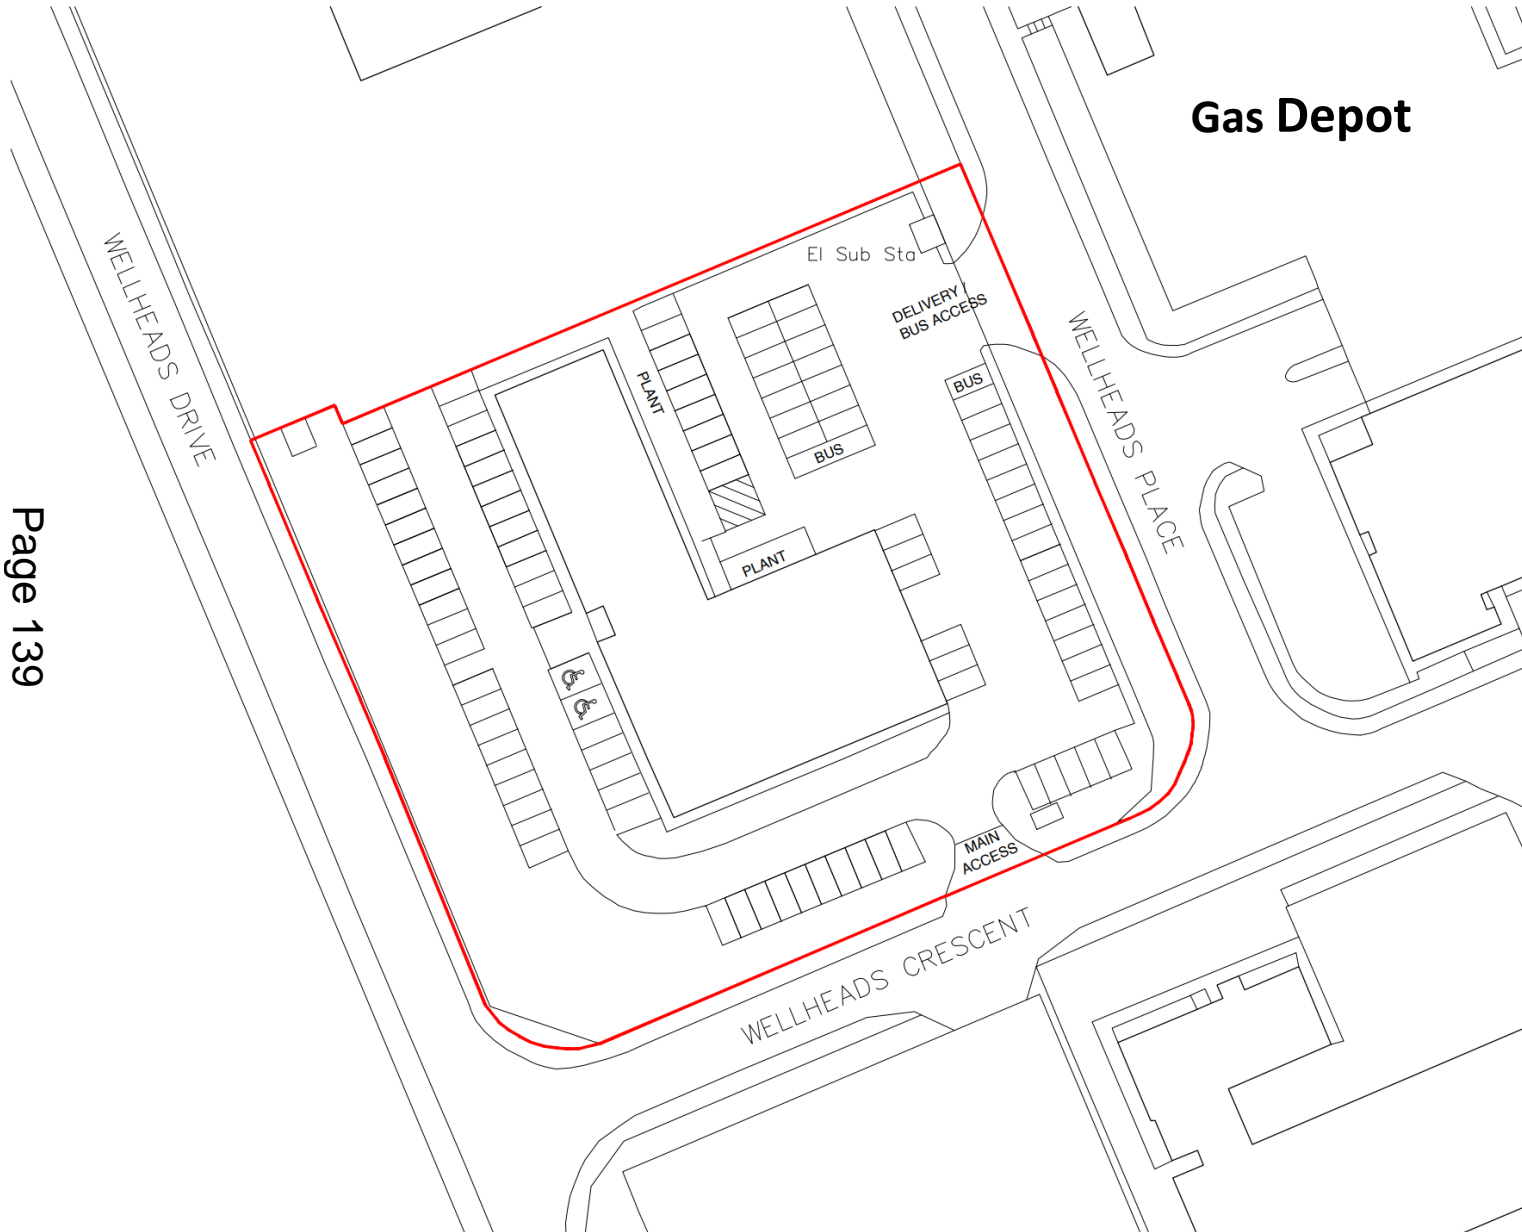 Gas Depot
El Sub Sta
DELIVERY /
BUS ACCESS
WELLHEADS DRIVE
WELLHEADS PLACE
PLANT
BUS
BUS
PLANT
Page 139
MAIN
ACCESS
WELLHEADS CRESCENT